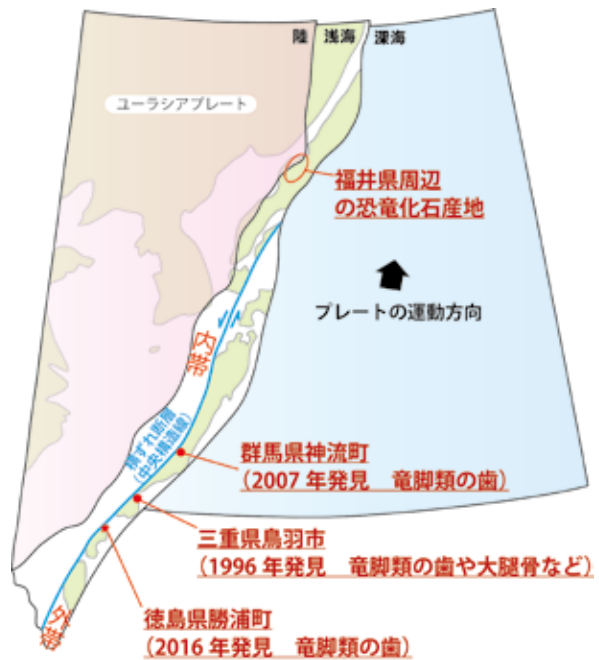 陸 浅海 深海
ユーラシアプレート
福井県周辺
の恐竜化石産地
プレートの運動方向
内帯
横ずれ断層
(中央構造線)
群馬県神流町
(2007 年発見 竜脚類の歯)
三重県鳥羽市
(1996 年発見 竜脚類の歯や大腿骨など)
外帯
徳島県勝浦町
(2016 年発見 竜脚類の歯)